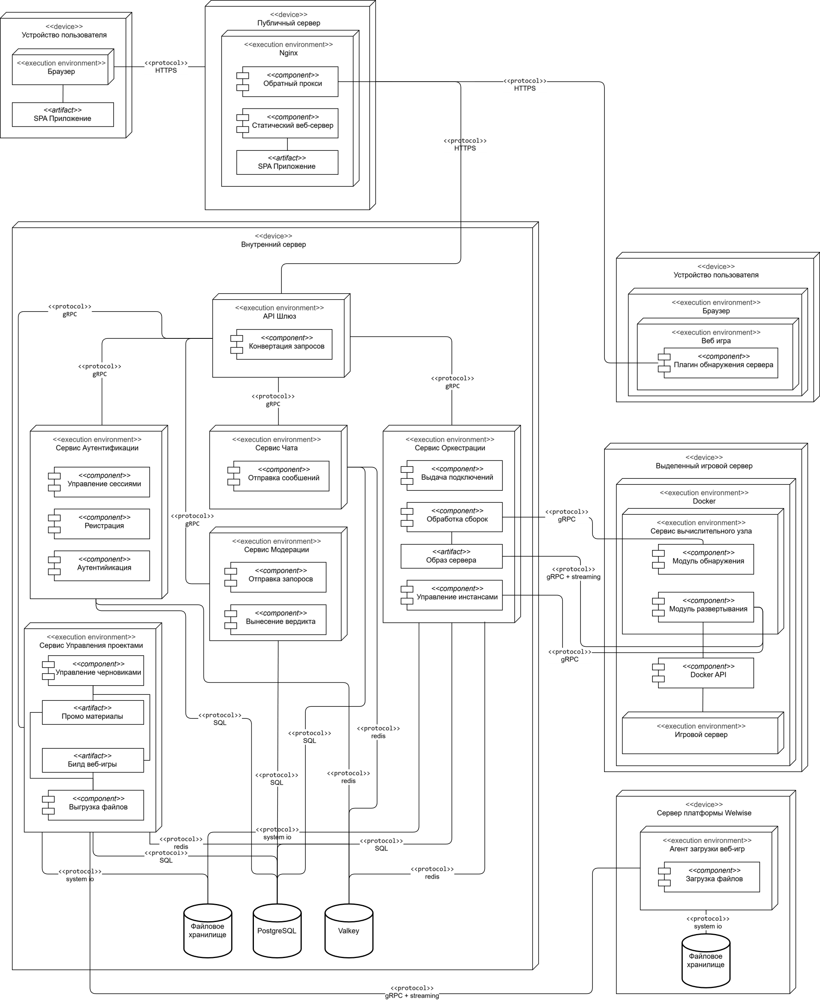 <<device>>
Устройство пользователя
<<execution environment>>
Браузер
<<artifact>>
SPA Приложение
<<protocol>>
HTTPS
<<device>>
Публичный сервер
<<execution environment>>
Nginx
<<component>>
Обратный прокси
<<component>>
Статический веб-сервер
<<artifact>>
SPA Приложение
<<protocol>>
HTTPS
<<protocol>>
HTTPS
<<device>>
Внутренний сервер
<<execution environment>>
API Шлюз
<<component>>
Конвертация запросов
<<protocol>>
gRPC
<<protocol>>
gRPC
<<protocol>>
gRPC
<<protocol>>
gRPC
<<protocol>>
gRPC
<<device>>
Устройство пользователя
<<execution environment>>
Браузер
<<execution environment>>
Веб игра
<<component>>
Плагин обнаружения сервера
<<execution environment>>
Сервис Аутентификации
<<component>>
Управление сессиями
<<component>>
Реистрация
<<component>>
Аутентийикация
<<execution environment>>
Сервис Чата
<<component>>
Отправка сообшений
<<execution environment>>
Сервис Модерации
<<component>>
Отправка запоросв
<<component>>
Вынесение вердикта
<<execution environment>>
Сервис Оркестрации
<<component>>
Выдача подключений
<<component>>
Обработка сборок
<<artifact>>
Образ сервера
<<component>>
Управление инстансами
<<protocol>>
gRPC
<<protocol>>
gRPC + streaming
<<protocol>>
gRPC
<<device>>
Выделенный игровой сервер
<<execution environment>>
Docker
<<execution environment>>
Сервис вычислительного узла
<<component>>
Модуль обнаружения
<<component>>
Модуль развертывания
<<component>>
Docker API
<<execution environment>>
Игровой сервер
<<execution environment>>
Сервис Управления проектами
<<component>>
Управление черновиками
<<artifact>>
Промо материалы
<<artifact>>
Билд веб-игры
<<component>>
Выгрузка файлов
<<protocol>>
SQL
<<protocol>>
SQL
<<protocol>>
redis
<<protocol>>
SQL
<<protocol>>
redis
<<protocol>>
system io
<<protocol>>
redis
<<protocol>>
SQL
<<protocol>>
SQL
<<protocol>>
system io
<<protocol>>
redis
Файловое
хранилище
PostgreSQL
Valkey
<<device>>
Сервер платформы Welwise
<<execution environment>>
Агент загрузки веб-игр
<<component>>
Загрузка файлов
<<protocol>>
system io
Файловое
хранилище
<<protocol>>
gRPC + streaming